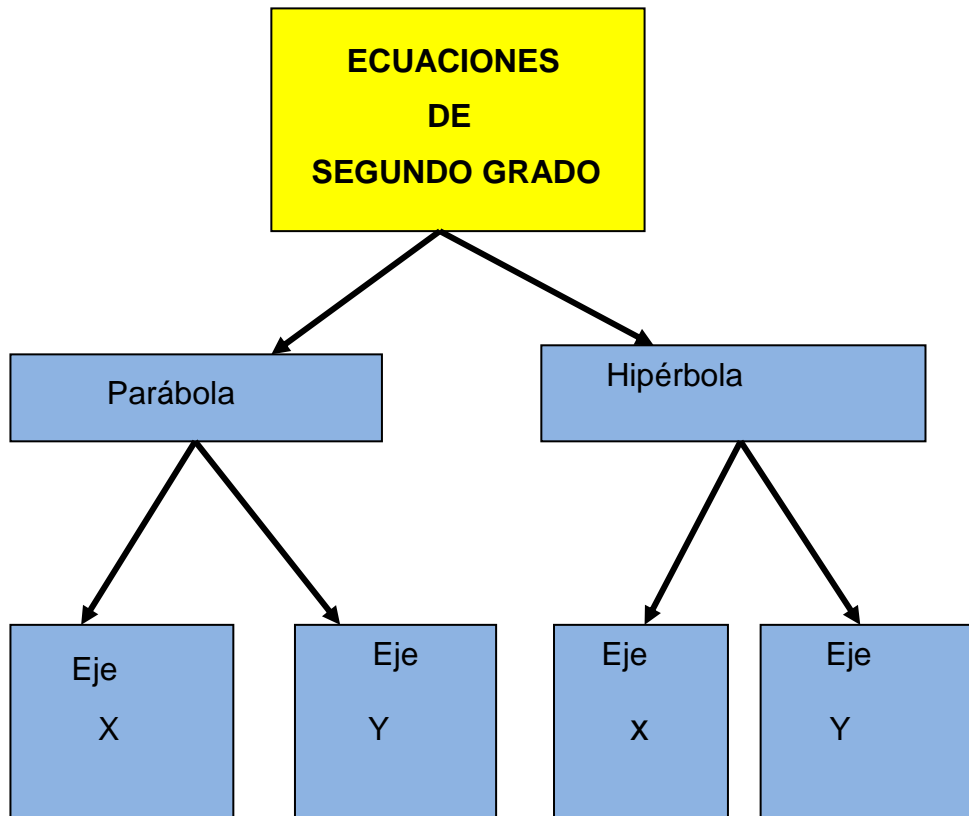 ECUACIONES
DE
SEGUNDO GRADO
Parábola
Hipérbola
Eje
X
Eje
Y
Eje
x
Eje
Y